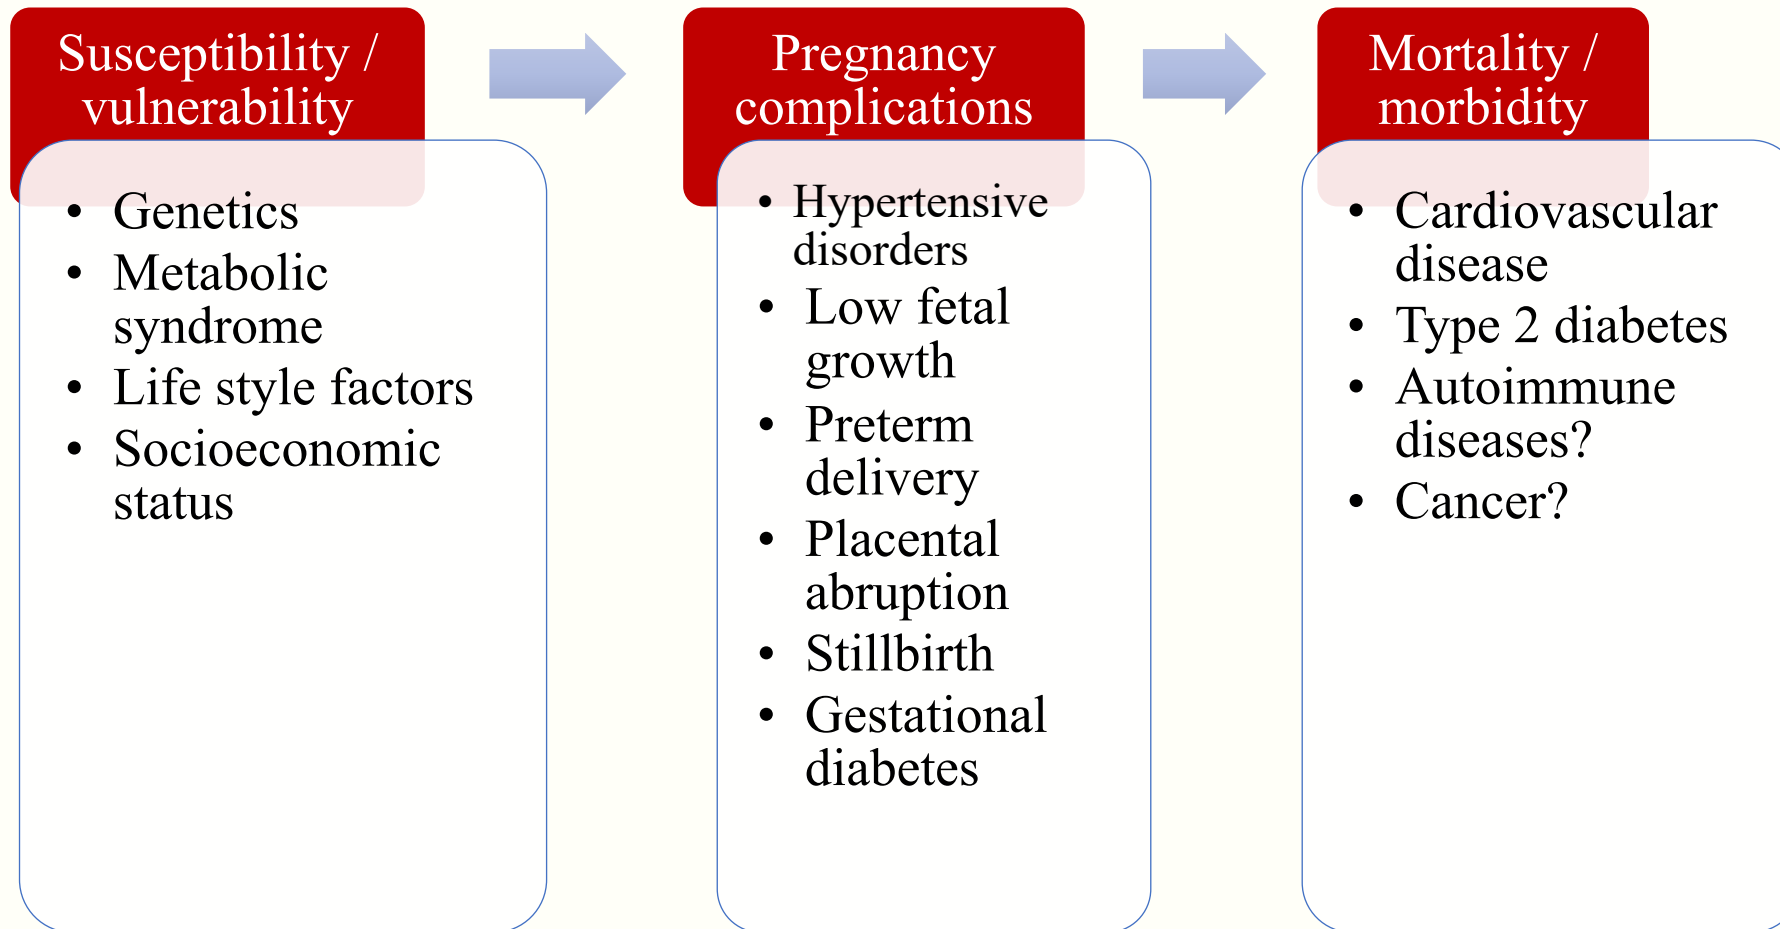 Susceptibility /
vulnerability
• Genetics
• Metabolic
syndrome
• Life style factors
• Socioeconomic
status
Pregnancy
complications
• Hypertensive
disorders
• Low fetal
growth
• Preterm
delivery
• Placental
abruption
• Stillbirth
• Gestational
diabetes
Mortality /
morbidity
• Cardiovascular
disease
• Type 2 diabetes
• Autoimmune
diseases?
• Cancer?